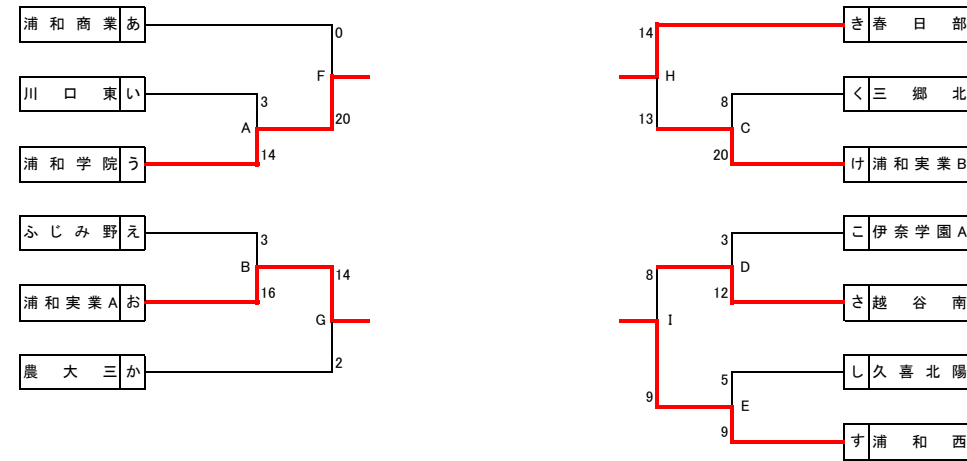 浦和商業 あ
0
F
川口東 い
3
A
20
14
浦和学院 う
ふじみ野 え
3
B
14
16
浦和実業A お
G
2
農大三 か
き 春日部
14
H
く 三郷北
8
13
C
20
け 浦和実業B
こ 伊奈学園A
3
D
8
12
さ 越谷南
I
し 久喜北陽
5
9
E
9
す 浦和西